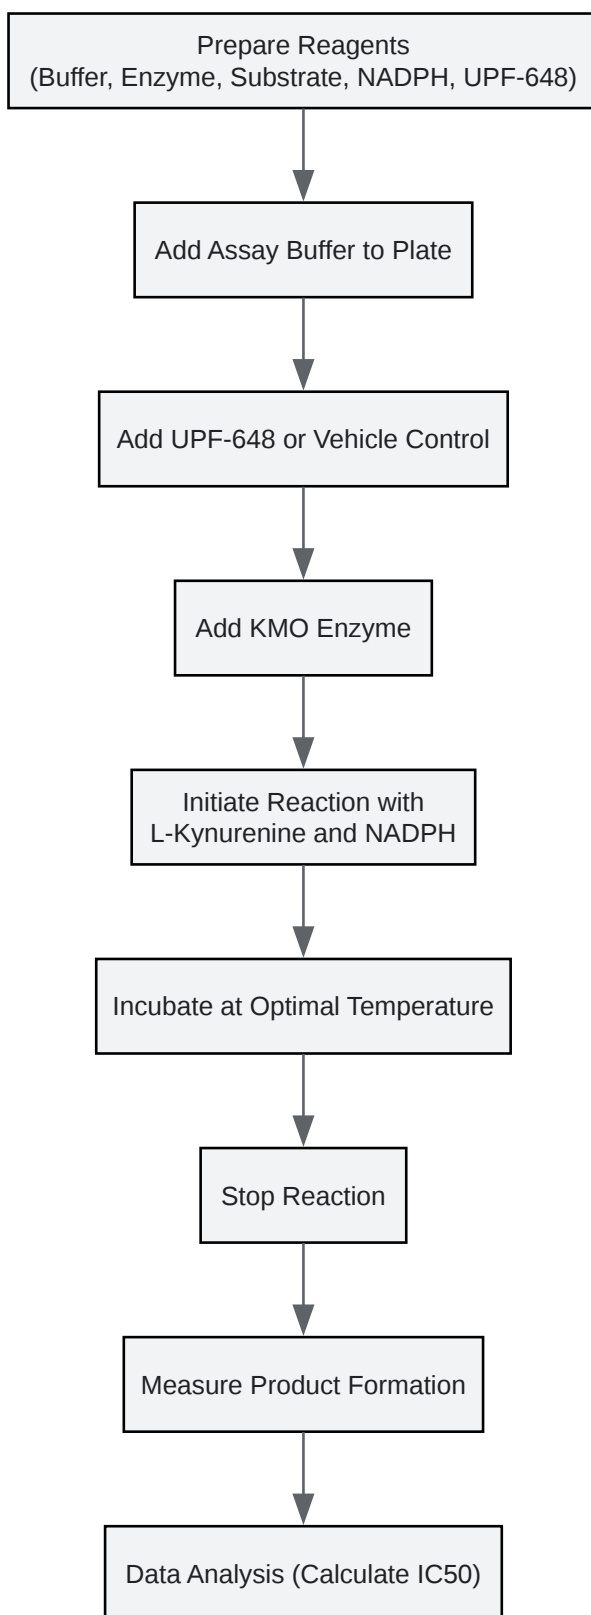 Prepare Reagents
(Buffer, Enzyme, Substrate, NADPH, UPF-648)
Add Assay Buffer to Plate
Add UPF-648 or Vehicle Control
Add KMO Enzyme
Initiate Reaction with
L-Kynurenine and NADPH
Incubate at Optimal Temperature
Stop Reaction
Measure Product Formation
Data Analysis (Calculate IC50)